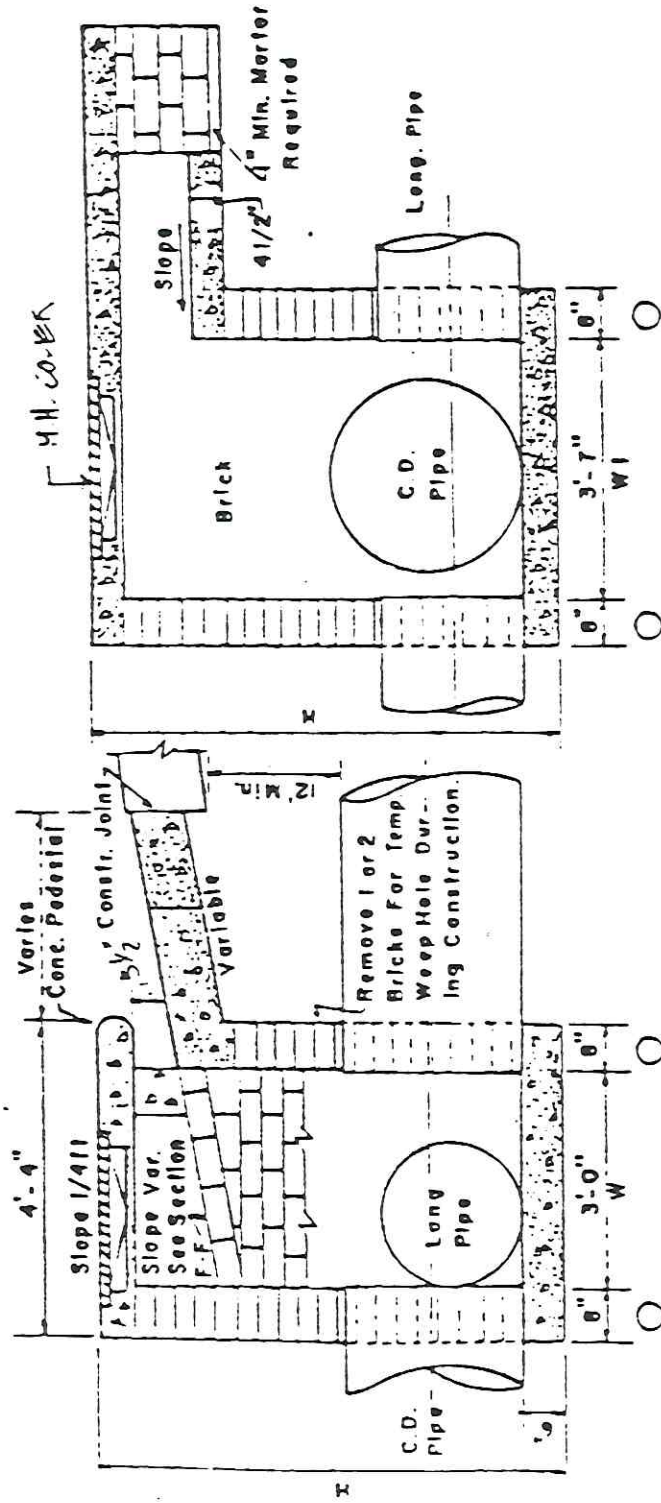 4'-4"
Varies
Conc. Pedestal
Slope 1/4:1
5 1/2"
Constr. Joint
Slope Var.
See Section
F-F
Variable
12" Min.
Remove 1 or 2
Bricks For Temp
Weep Hole Dur-
ing Construction.
Long
Pipe
C.D.
Pipe
H
8"
3'-0"
8"
W
M.H. COVER
Slope
4 1/2"
4" Min. Mortar
Required
Brick
Long. Pipe
C.D.
Pipe
H
8"
3'-7"
8"
W1